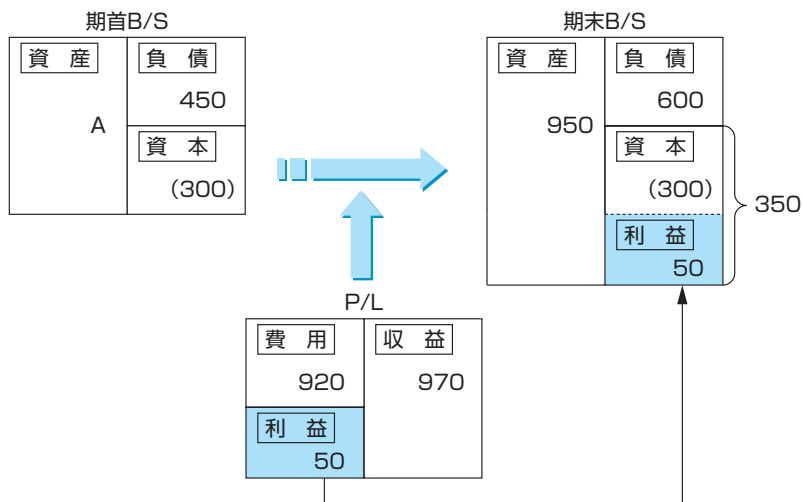 期首B/S
資 産
負 債
450
A
資 本
(300)
期末B/S
資 産
負 債
600
950
資 本
(300)
350
利 益
50
P/L
費 用
収 益
920
970
利 益
50